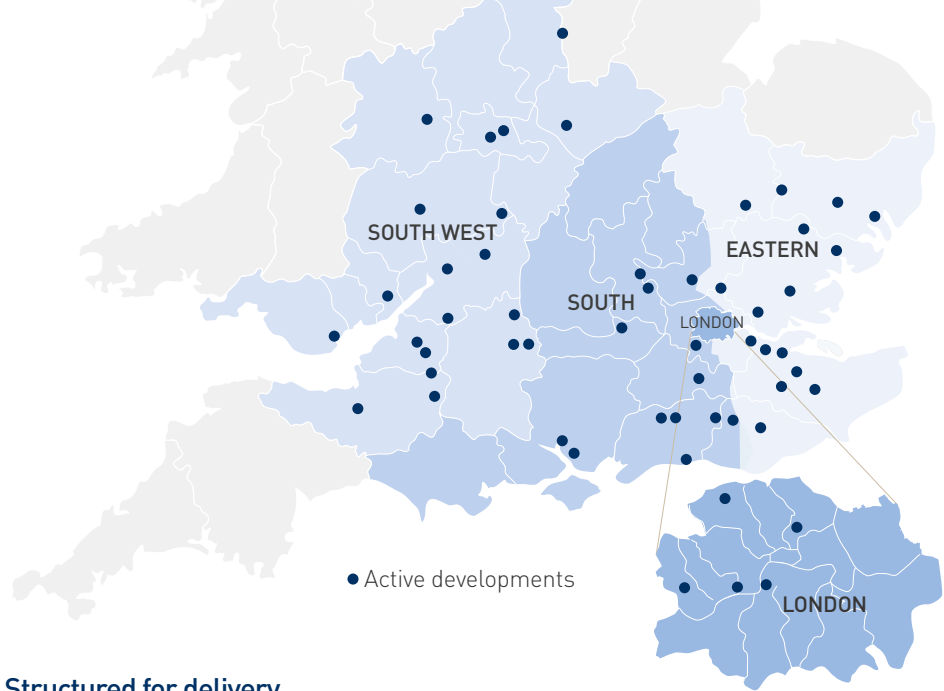 SOUTH WEST
EASTERN
SOUTH
LONDON
Active developments
LONDON
Structured for delivery